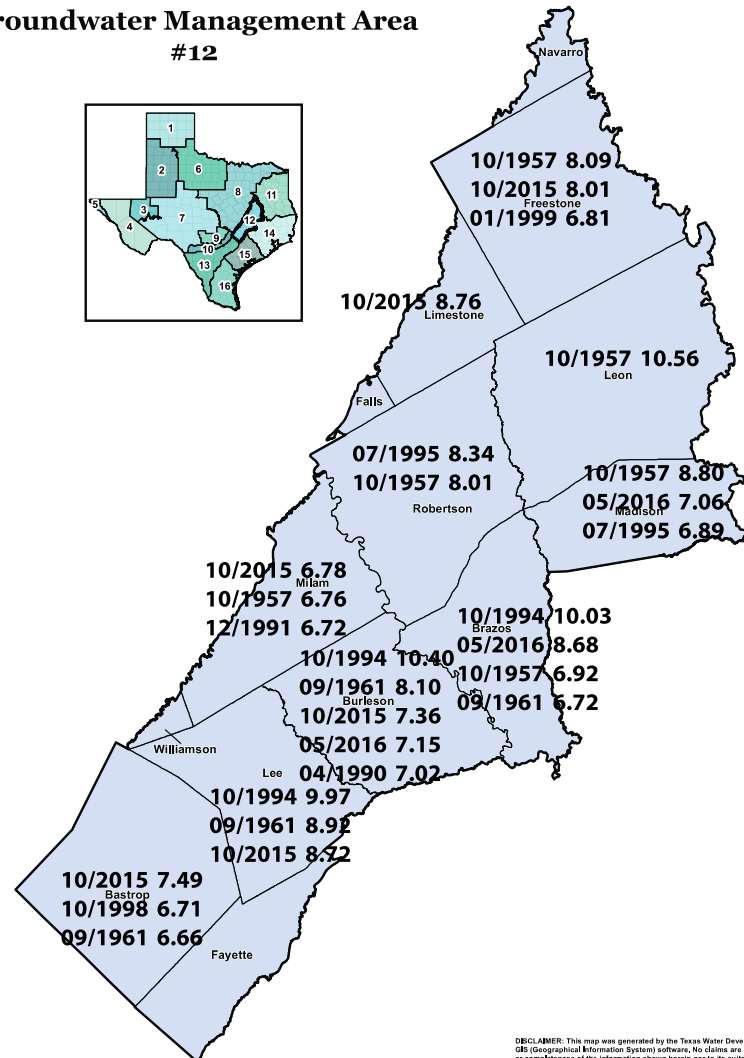 roundwater Management Area
#12
Navarro
1
2
6
8
11
3
5
7
12
4
9
14
10
15
13
16
10/1957 8.09
10/2015 8.01
Freestone
01/1999 6.81
10/2015 8.76
Limestone
10/1957 10.56
Leon
Falls
07/1995 8.34
10/1957 8.01
Robertson
10/1957 8.80
05/2016 7.06
Madison
07/1995 6.89
10/2015 6.78
Milam
10/1957 6.76
12/1991 6.72
10/1994 10.03
Brazos
05/2016 8.68
10/1957 6.92
09/1961 6.72
10/1994 10.40
09/1961 8.10
Burleson
10/2015 7.36
05/2016 7.15
04/1990 7.02
Williamson
Lee
10/1994 9.97
09/1961 8.92
10/2015 8.72
10/2015 7.49
Bastrop
10/1998 6.71
09/1961 6.66
Fayette
DISCLAIMER: This map was generated by the Texas Water Deve
GIS (Geographical Information System) software, No claims are